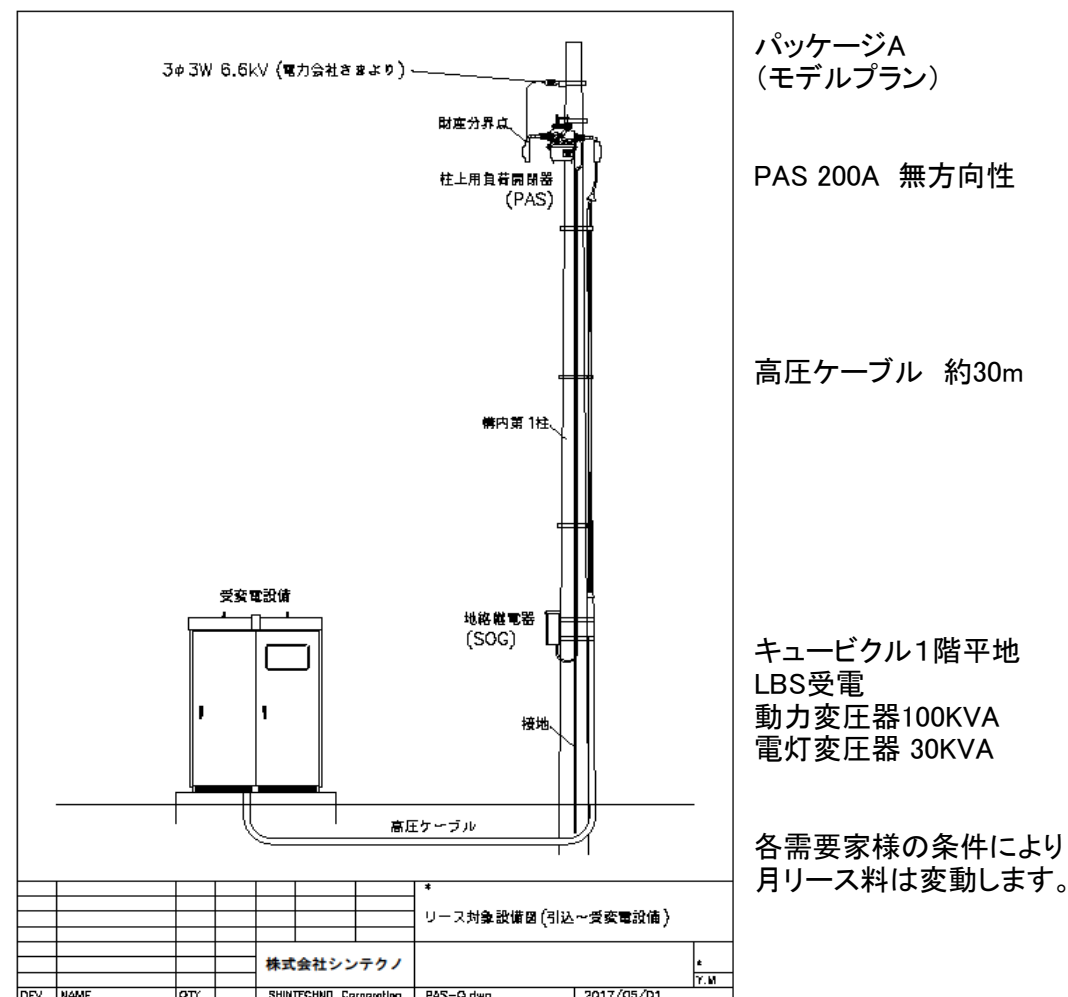 3φ3W 6.6kV (電力会社さまより)
財産分界点
柱上用負荷開閉器
(PAS)
構内第1柱
受変電設備
地絡継電器
(SOG)
接地
高圧ケーブル
*
リース対象設備図(引込～受変電設備)
株式会社シンテクノ
*
Y.M
NAME
QTY
SHINTECHNO Corporation
2017/05/01
パッケージA
(モデルプラン)
PAS 200A 無方向性
高圧ケーブル 約30m
キュービクル1階平地
LBS受電
動力変圧器100KVA
電灯変圧器 30KVA
各需要家様の条件により
月リース料は変動します。